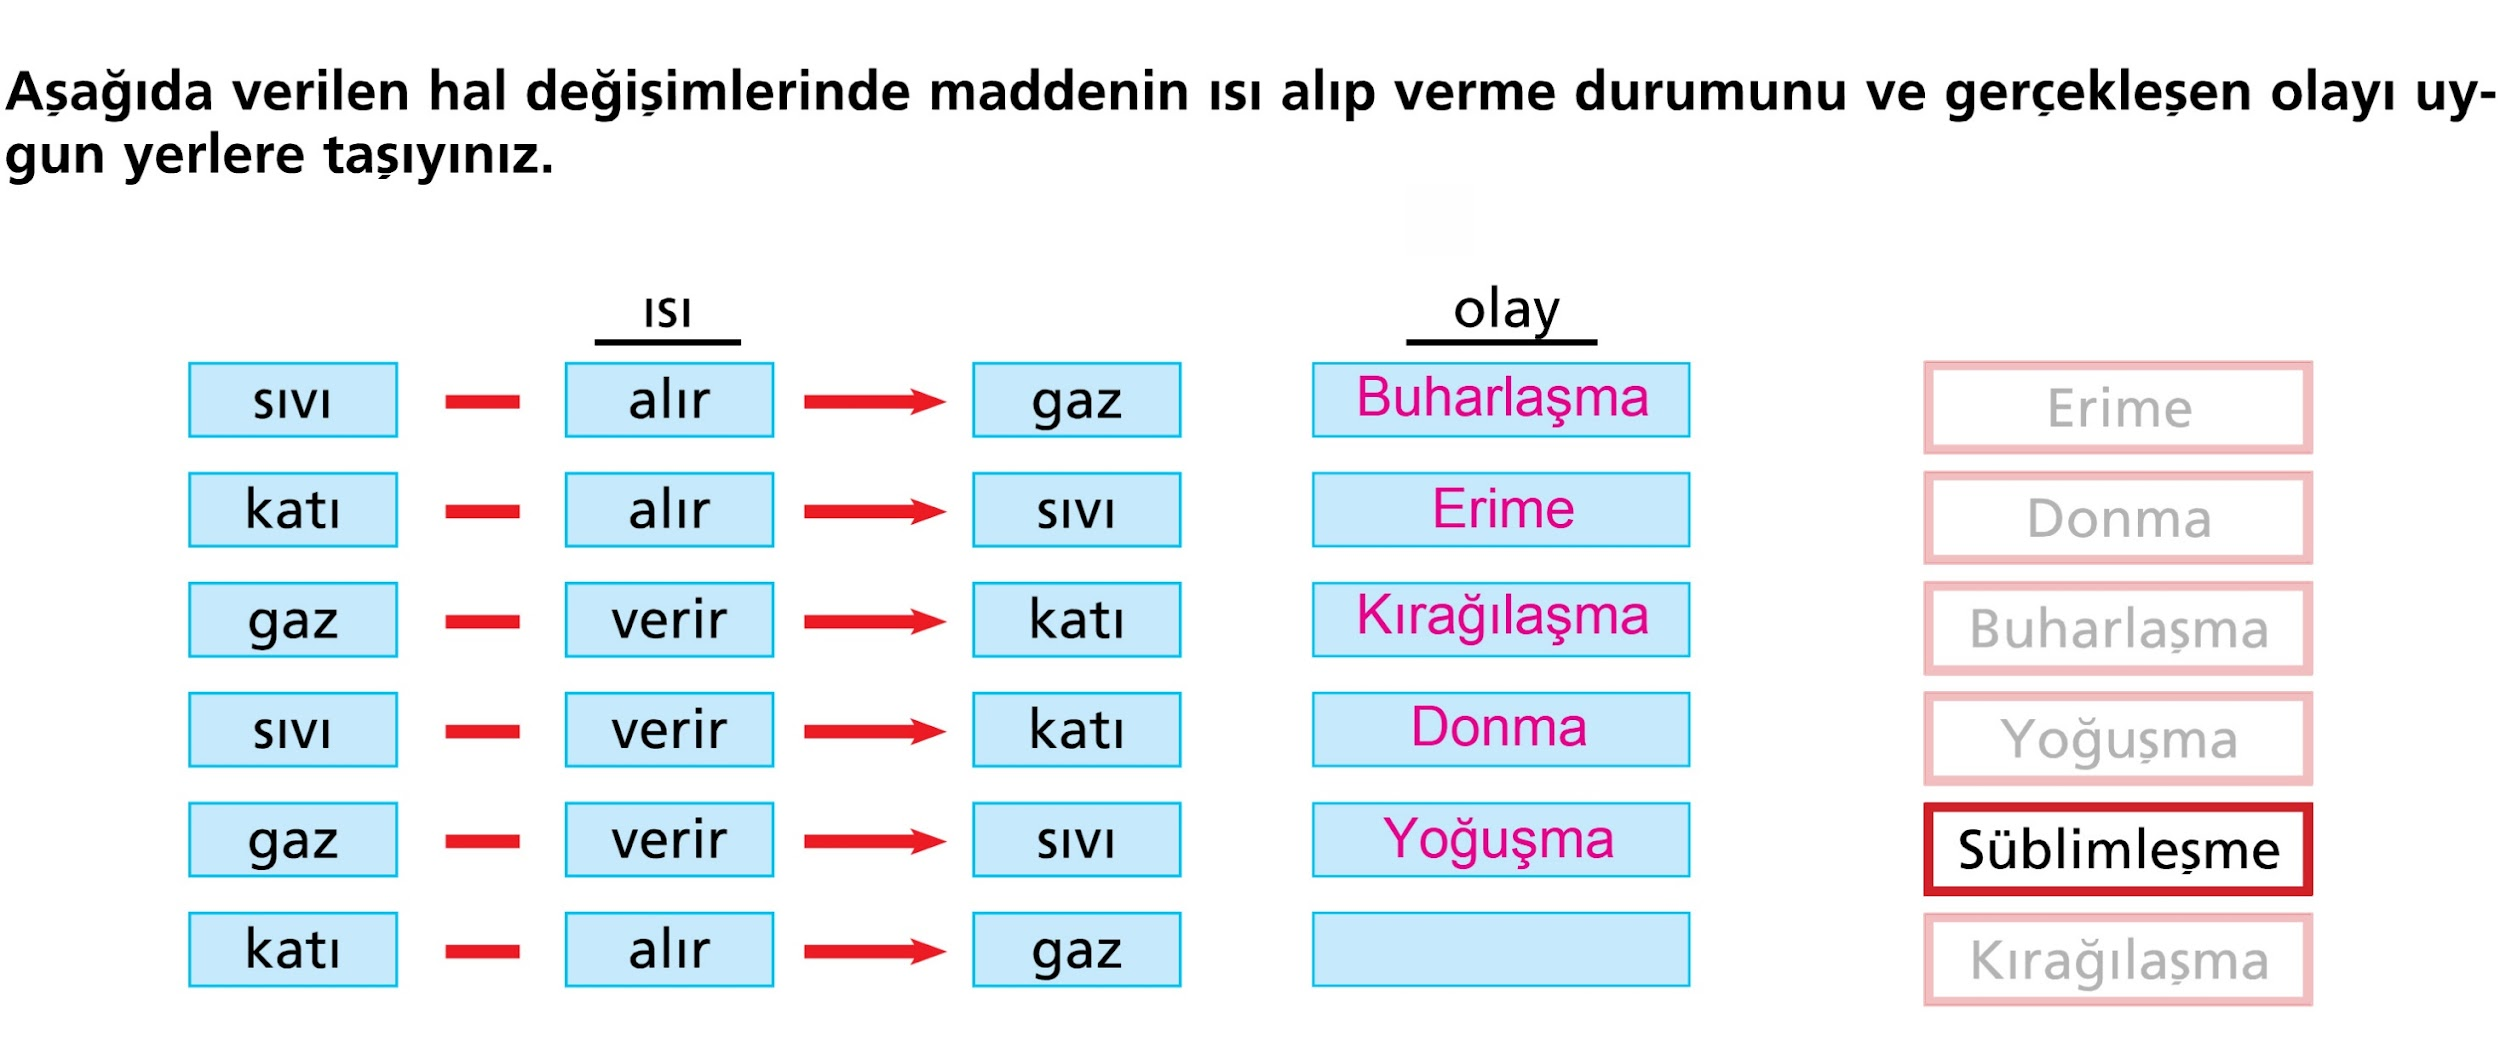 Aşağıda verilen hal değişimlerinde maddenin ısı alıp verme durumunu ve gerçekleşen olayı uy-
gun yerlere taşıyınız.
ısı olay
sıvı alır gaz Buharlaşma Erime
katı alır sıvı Erime Donma
gaz verir katı Kırağılaşma Buharlaşma
sıvı verir katı Donma Yoğuşma
gaz verir sıvı Yoğuşma Süblimleşme
katı alır gaz Kırağılaşma